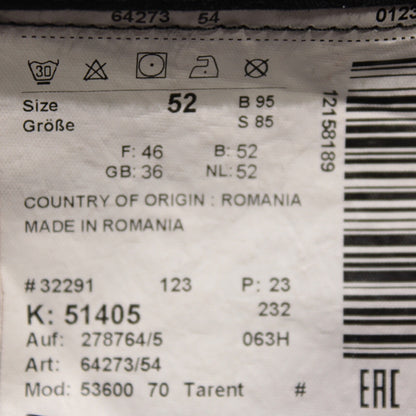 64273 54 0123
30
Size 52 B 95
Größe S 85
F: 46 B: 52
GB: 36 NL: 52
COUNTRY OF ORIGIN : ROMANIA
MADE IN ROMANIA
#32291 123 P: 23
K: 51405 232
Auf: 278764/5 063H
Art: 64273/54
Mod: 53600 70 Tarent #
12158189
EAC